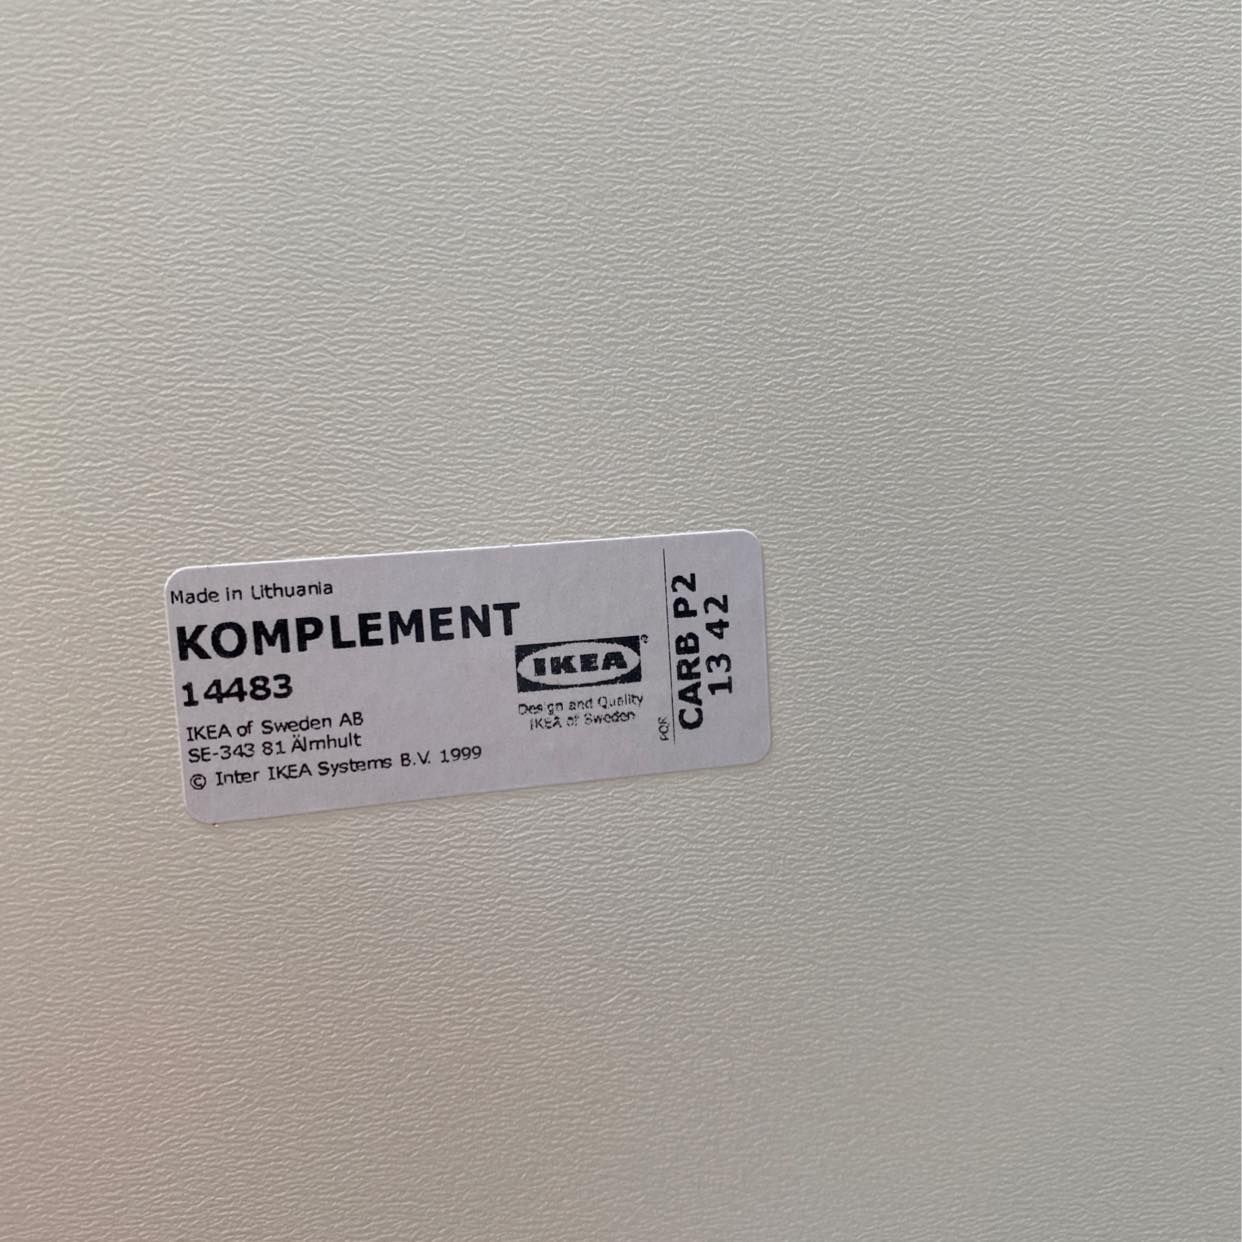 Made in Lithuania
KOMPLEMENT
14483
IKEA of Sweden AB
SE-343 81 Älmhult
© Inter IKEA Systems B.V. 1999
IKEA®
Design and Quality
IKEA of Sweden
CARB P2
13 42